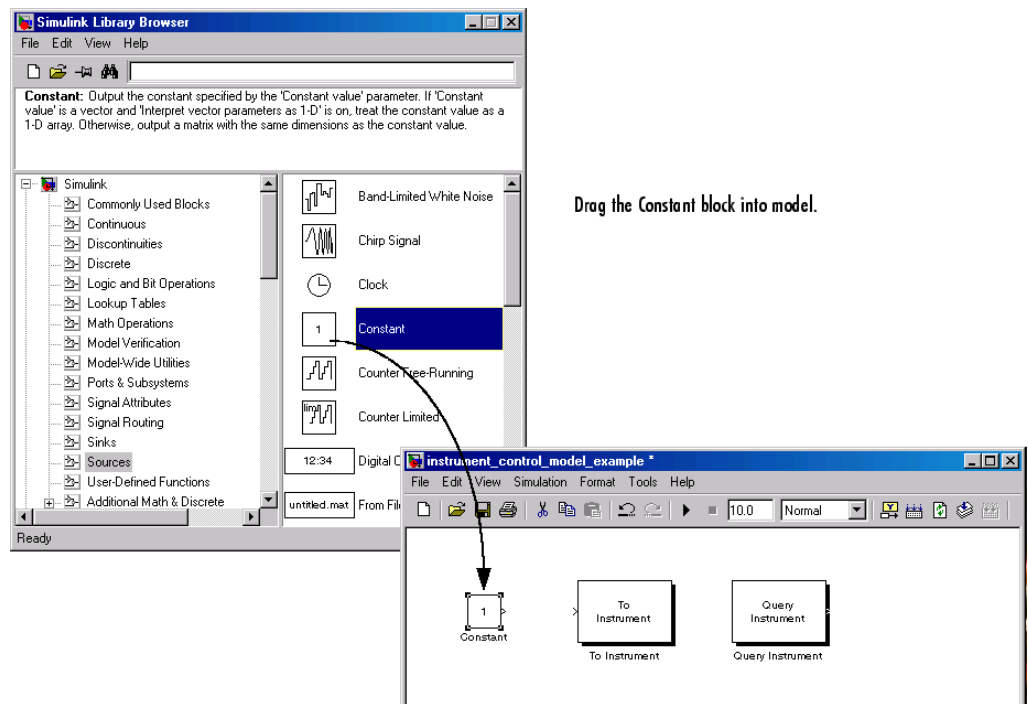 Simulink Library Browser
File Edit View Help
Constant: Output the constant specified by the 'Constant value' parameter. If 'Constant
value' is a vector and 'Interpret vector parameters as 1-D' is on, treat the constant value as a
1-D array. Otherwise, output a matrix with the same dimensions as the constant value.
Simulink
Commonly Used Blocks
Continuous
Discontinuities
Discrete
Logic and Bit Operations
Lookup Tables
Math Operations
Model Verification
Model-Wide Utilities
Ports & Subsystems
Signal Attributes
Signal Routing
Sinks
Sources
User-Defined Functions
Additional Math & Discrete
Band-Limited White Noise
Chirp Signal
Clock
1
Constant
Counter Free-Running
lim
Counter Limited
12:34
Digital C
untitled.mat
From File
Ready
Drag the Constant block into model.
instrument_control_model_example *
File Edit View Simulation Format Tools Help
10.0
Normal
1
Constant
To
Instrument
To Instrument
Query
Instrument
Query Instrument